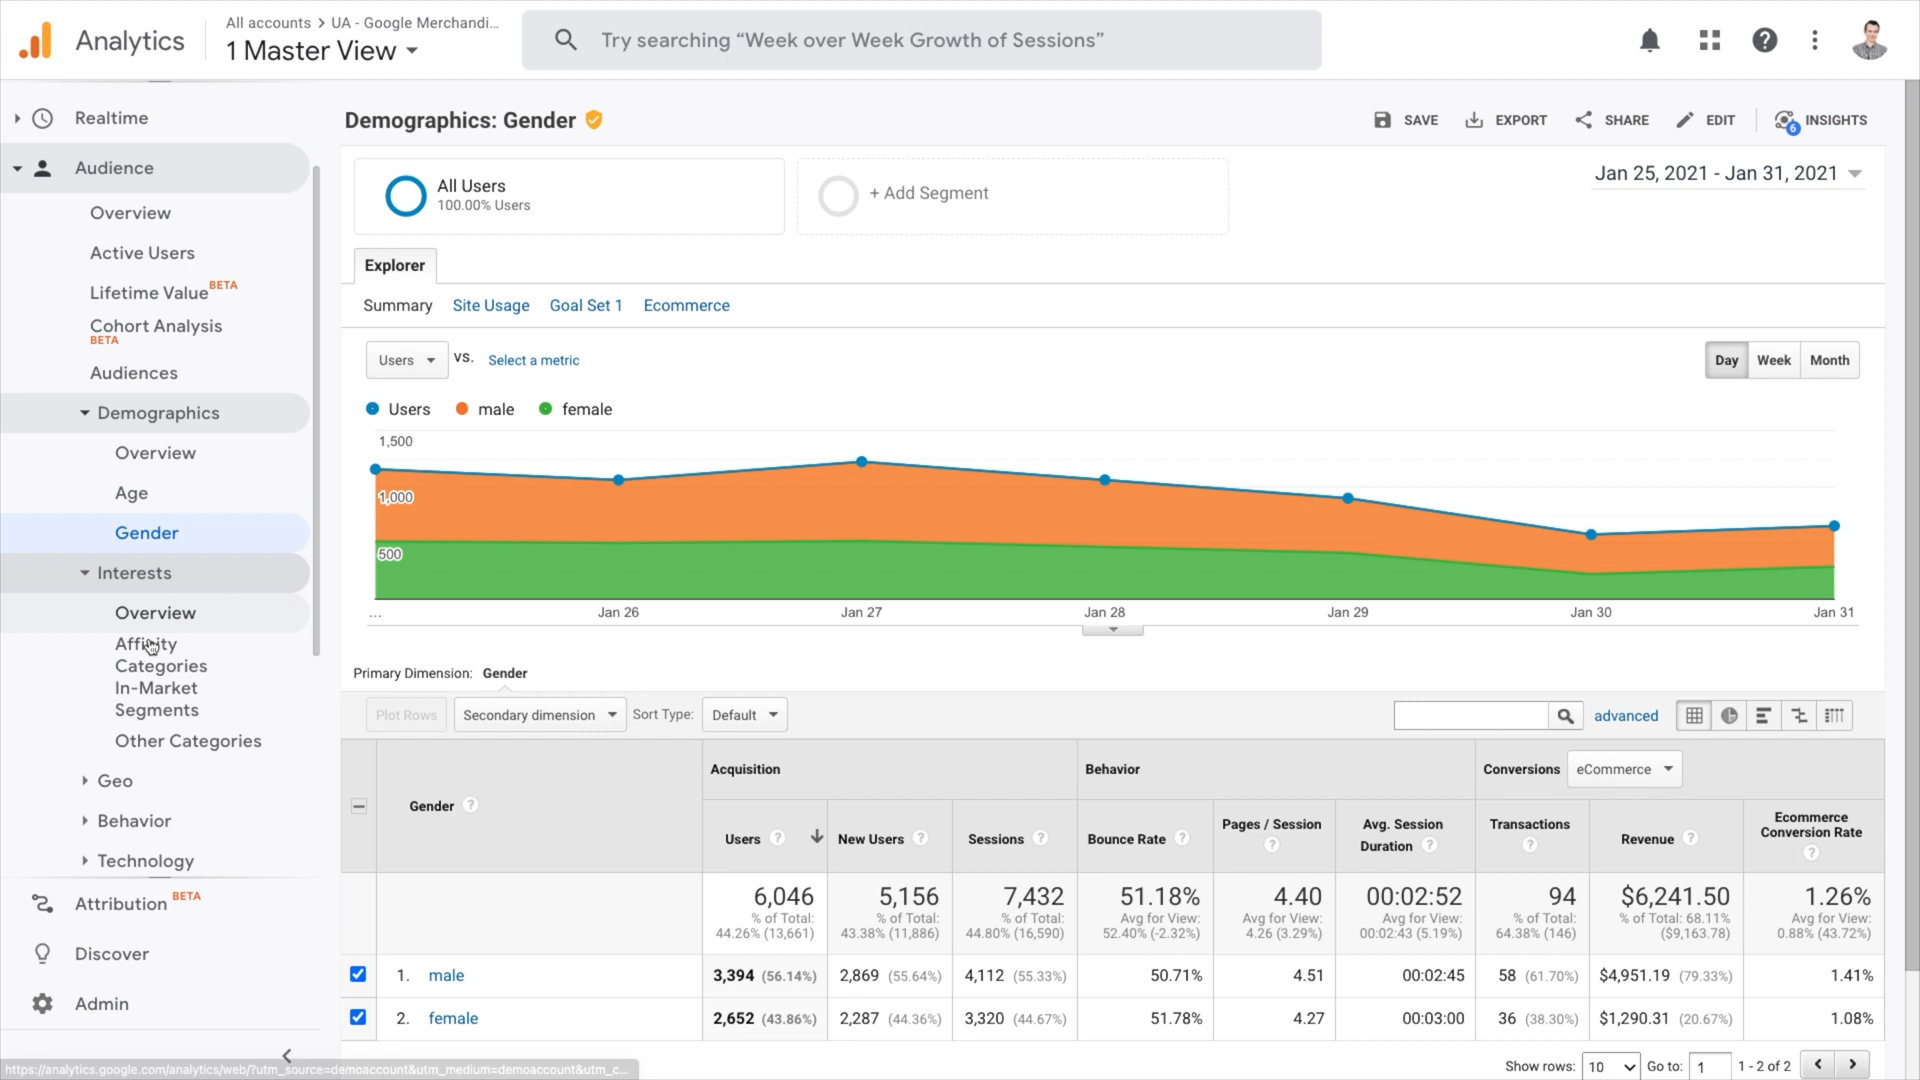 Analytics
All accounts > UA - Google Merchandi...
1 Master View
Try searching “Week over Week Growth of Sessions”
Realtime
Audience
Overview
Active Users
Lifetime Value BETA
Cohort Analysis
BETA
Audiences
Demographics
Overview
Age
Gender
Interests
Overview
Affinity
Categories
In-Market
Segments
Other Categories
Geo
Behavior
Technology
Attribution BETA
Discover
Admin
https://analytics.google.com/analytics/web/?utm_source=demoaccount&utm_medium=demoaccount&utm_c...
Demographics: Gender
SAVE EXPORT SHARE EDIT 6 INSIGHTS
All Users
100.00% Users
+ Add Segment
Jan 25, 2021 - Jan 31, 2021
Explorer
Summary Site Usage Goal Set 1 Ecommerce
Users vs. Select a metric
Day Week Month
Users male female
1,500
1,000
500
... Jan 26 Jan 27 Jan 28 Jan 29 Jan 30 Jan 31
Primary Dimension: Gender
Plot Rows Secondary dimension Sort Type: Default advanced
Gender ? Acquisition Behavior Conversions eCommerce
Users ? New Users ? Sessions ? Bounce Rate ? Pages / Session ? Avg. Session Duration ? Transactions ? Revenue ? Ecommerce Conversion Rate ?
6,046 5,156 7,432 51.18% 4.40 00:02:52 94 $6,241.50 1.26%
% of Total: % of Total: % of Total: Avg for View: Avg for View: Avg for View: % of Total: % of Total: 68.11% Avg for View:
44.26% (13,661) 43.38% (11,886) 44.80% (16,590) 52.40% (-2.32%) 4.26 (3.29%) 00:02:43 (5.19%) 64.38% (146) ($9,163.78) 0.88% (43.72%)
1. male 3,394 (56.14%) 2,869 (55.64%) 4,112 (55.33%) 50.71% 4.51 00:02:45 58 (61.70%) $4,951.19 (79.33%) 1.41%
2. female 2,652 (43.86%) 2,287 (44.36%) 3,320 (44.67%) 51.78% 4.27 00:03:00 36 (38.30%) $1,290.31 (20.67%) 1.08%
Show rows: 10 Go to: 1 1 - 2 of 2